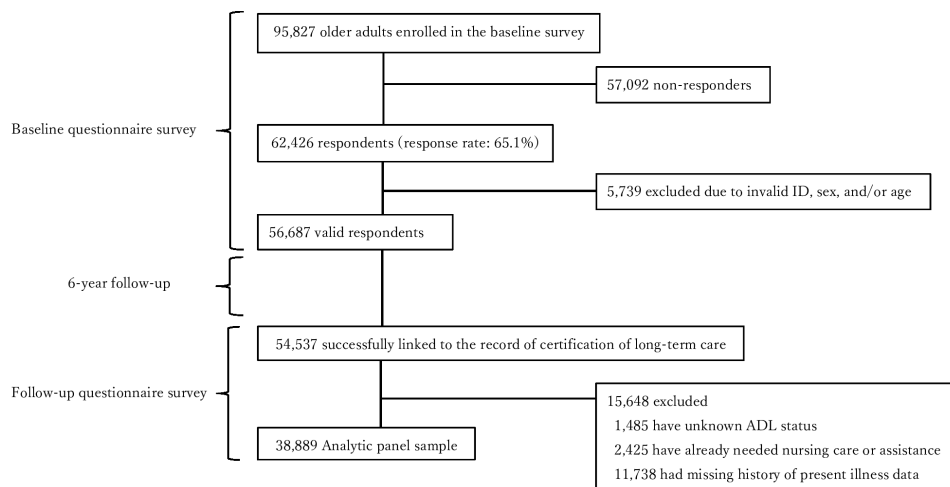 95,827 older adults enrolled in the baseline survey
57,092 non-responders
Baseline questionnaire survey
62,426 respondents (response rate: 65.1%)
5,739 excluded due to invalid ID, sex, and/or age
56,687 valid respondents
6-year follow-up
54,537 successfully linked to the record of certification of long-term care
Follow-up questionnaire survey
15,648 excluded
1,485 have unknown ADL status
2,425 have already needed nursing care or assistance
11,738 had missing history of present illness data
38,889 Analytic panel sample